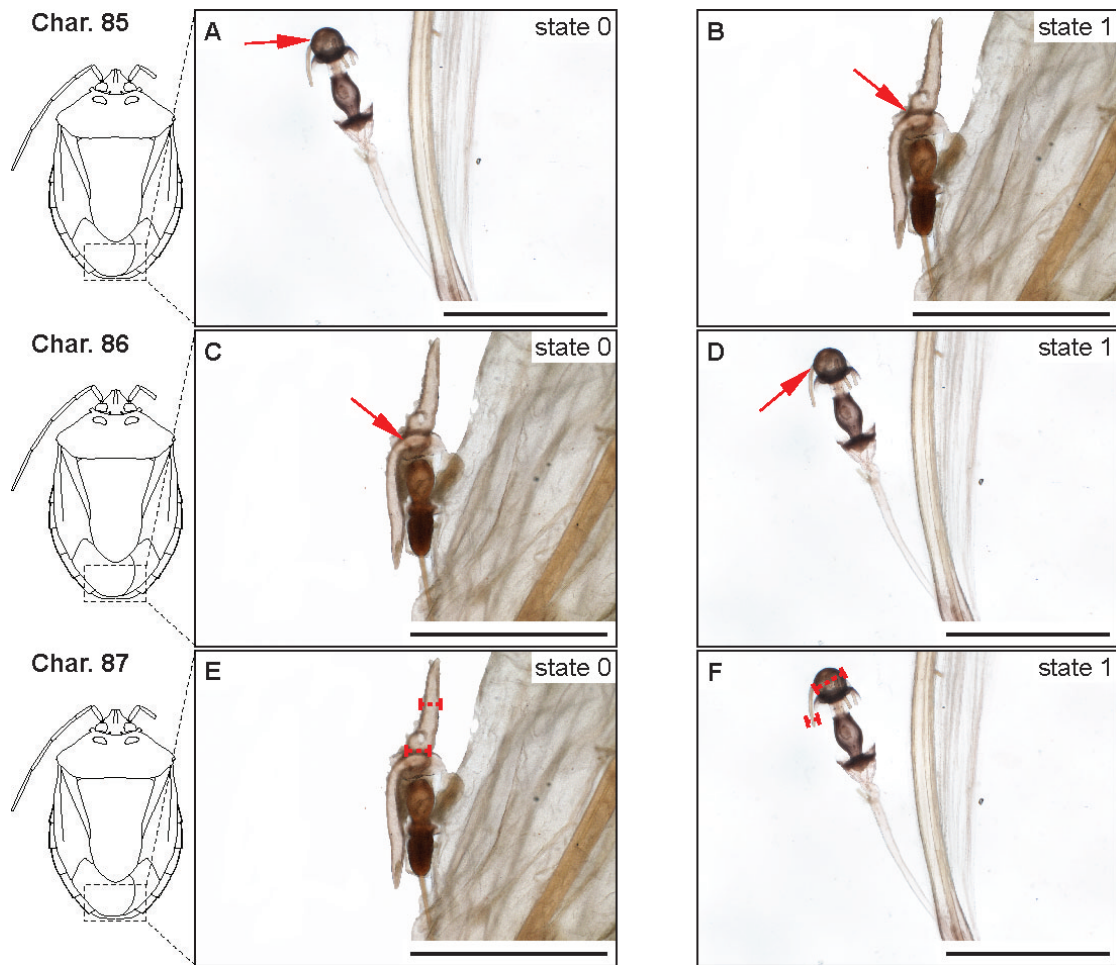 Char. 85
A
state 0
B
state 1
Char. 86
C
state 0
D
state 1
Char. 87
E
state 0
F
state 1